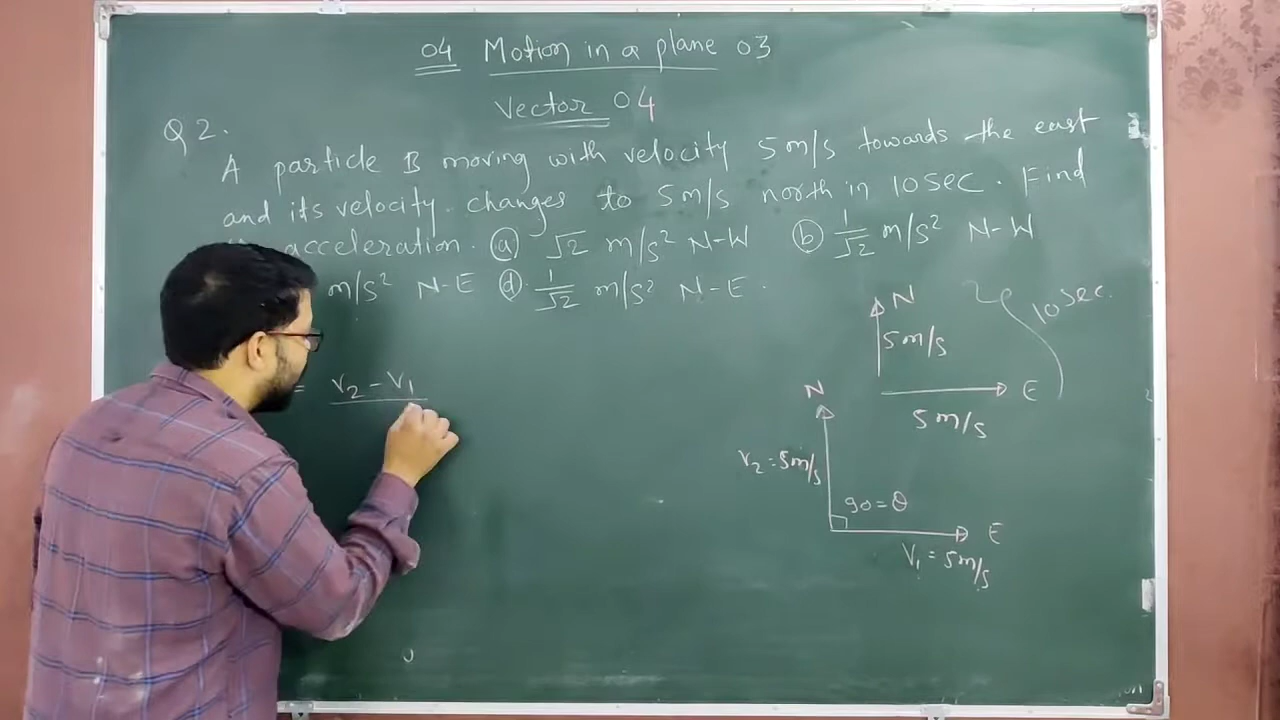 04 Motion in a plane 03
Vector 04
Q 2.
A particle B moving with velocity 5 m/s towards the east
and its velocity changes to 5 m/s north in 10 sec. Find
acceleration. (a) √2 m/s² N-W (b) 1/√2 m/s² N-W
m/s² N-E (d) 1/√2 m/s² N-E.
N
10 sec.
5 m/s
E
5 m/s
= V₂ - V₁
N
V₂ = 5 m/s
90 = θ
E
V₁ = 5 m/s